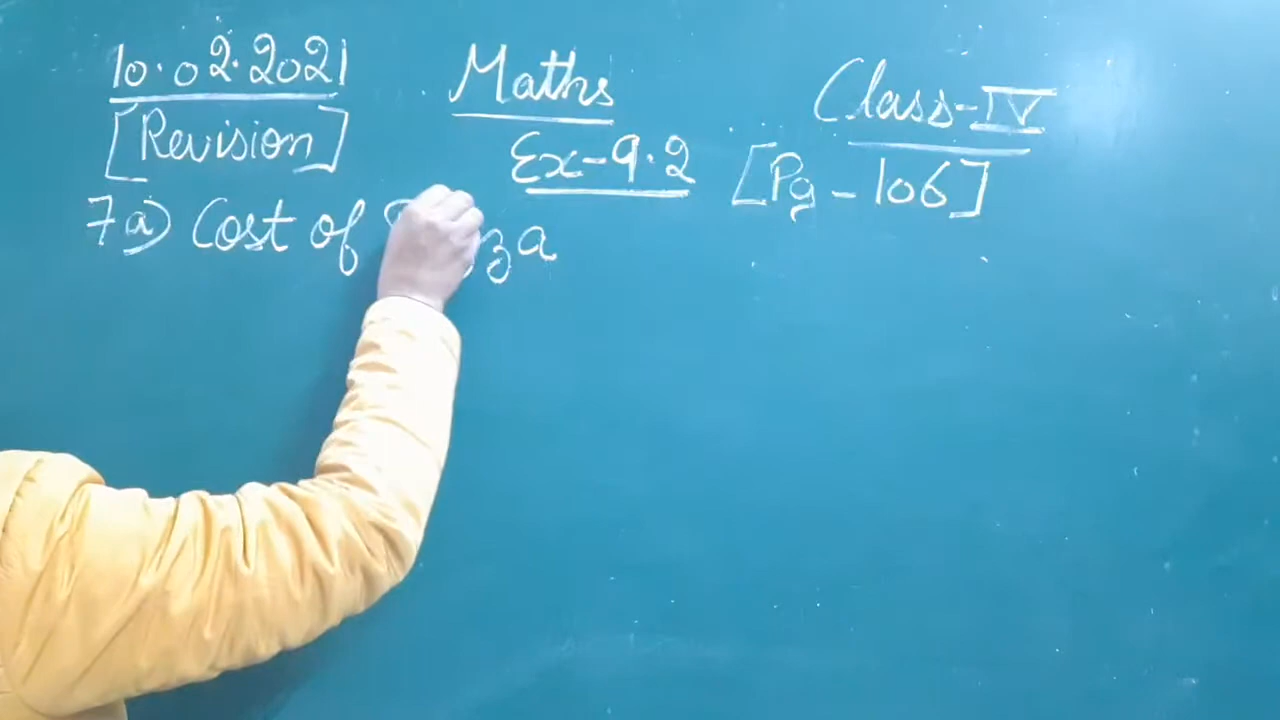 10.02.2021 Maths Class-IV
[Revision] Ex-9.2 [Pg-106]
7a) Cost of